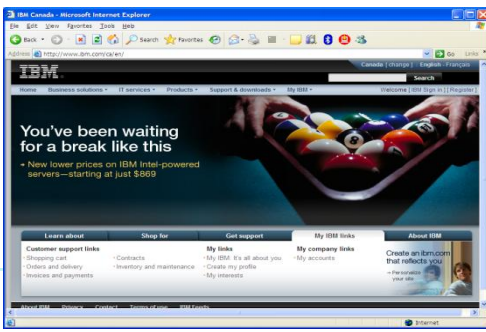 IBM Canada - Microsoft Internet Explorer
File Edit View Favorites Tools Help
Back Search Favorites
Address http://www.ibm.com/ca/en/ Go Links
Canada [ change ] English - Français
IBM
Search
Home Business solutions IT services Products Support & downloads My IBM Welcome [ IBM Sign in ] [ Register ]
You've been waiting
for a break
like this
New lower prices on IBM Intel-powered
servers—starting at just $869
Learn about Shop for Get support My IBM links About IBM
Customer support links My links My company links
Shopping cart Contracts My IBM: It's all about you My accounts
Orders and delivery Inventory and maintenance Create my profile
Invoices and payments My interests
Create an ibm.com
that reflects you
Personalize
your site
About IBM Privacy Contact Terms of use IBM Feeds
Internet